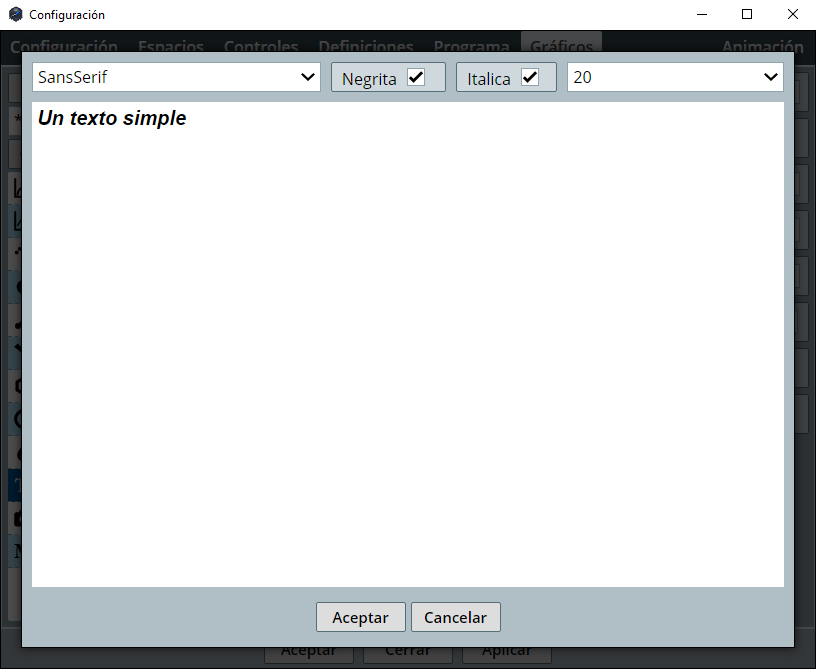 Configuración
Configuración Espacios Controles Definiciones Programa Gráficos Animación
SansSerif Negrita Italica 20
Un texto simple
Aceptar Cancelar
Aceptar Cerrar Aplicar